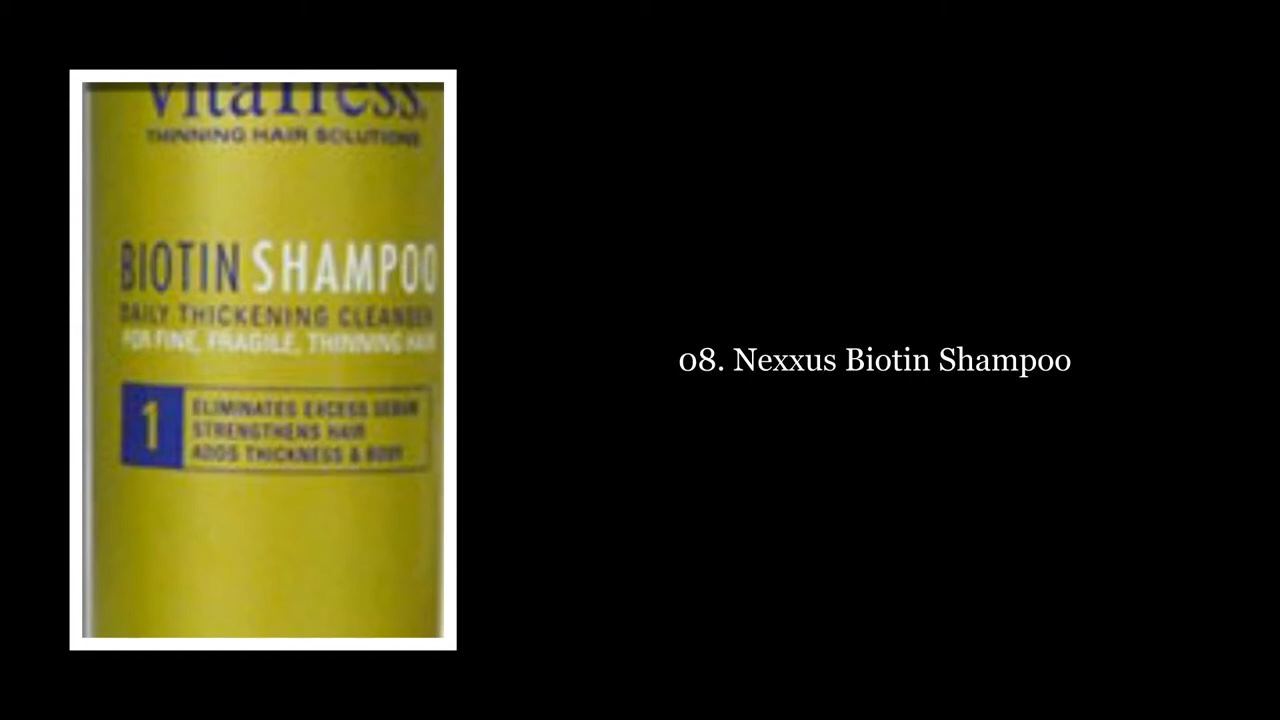 VitaTress®
THINNING HAIR SOLUTIONS
BIOTIN SHAMPOO
DAILY THICKENING CLEANSER
FOR FINE, FRAGILE, THINNING HAIR
1
ELIMINATES EXCESS SEBUM
STRENGTHENS HAIR
ADDS THICKNESS & BODY
08. Nexxus Biotin Shampoo